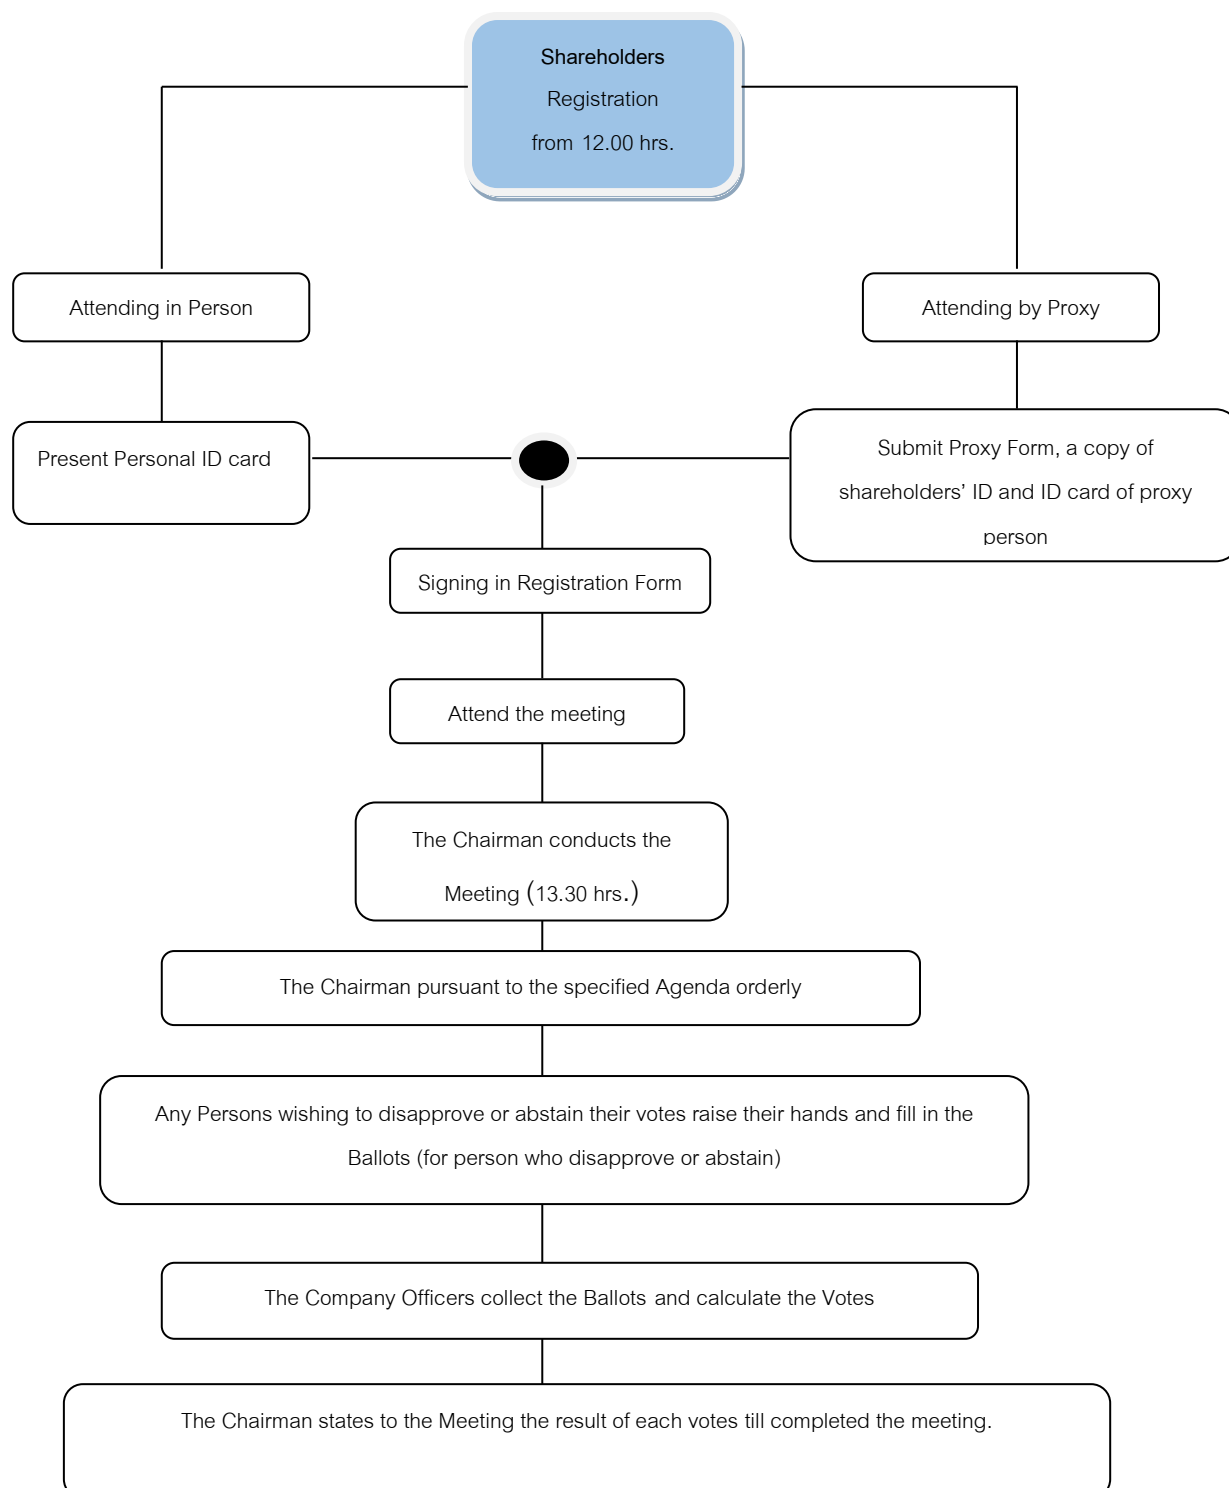 Shareholders
Registration
from 12.00 hrs.
Attending in Person
Attending by Proxy
Present Personal ID card
Submit Proxy Form, a copy of
shareholders’ ID and ID card of proxy
person
Signing in Registration Form
Attend the meeting
The Chairman conducts the
Meeting (13.30 hrs.)
The Chairman pursuant to the specified Agenda orderly
Any Persons wishing to disapprove or abstain their votes raise their hands and fill in the
Ballots (for person who disapprove or abstain)
The Company Officers collect the Ballots and calculate the Votes
The Chairman states to the Meeting the result of each votes till completed the meeting.